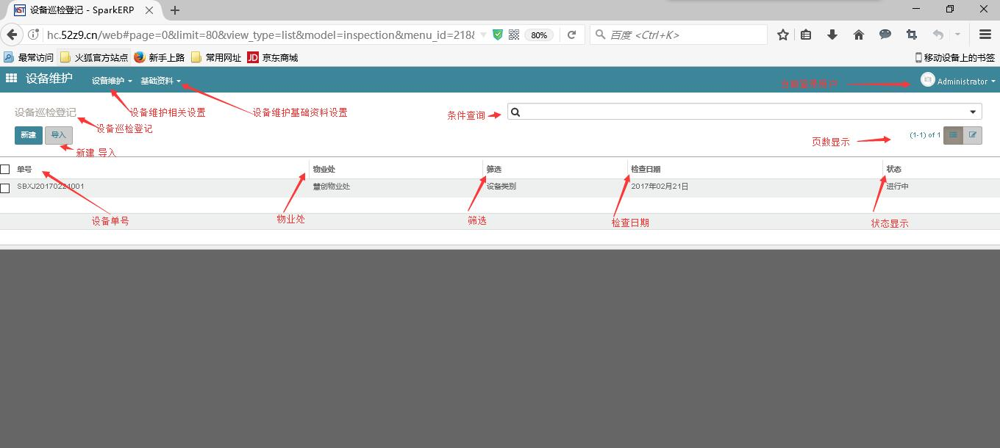 设备巡检登记 - SparkERP
hc.52z9.cn/web#page=0&limit=80&view_type=list&model=inspection&menu_id=218&
80%
百度 <Ctrl+K>
最常访问 火狐官方站点 新手上路 常用网址 JD 京东商城
移动设备上的书签
设备维护 设备维护 基础资料
当前登录用户
Administrator
设备巡检登记
设备维护相关设置
设备维护基础资料设置
条件查询
设备巡检登记
新建 导入
页数显示
(1-1) of 1
新建 导入
单号 物业处 筛选 检查日期 状态
SBXJ20170221001 慧创物业处 设备类别 2017年02月21日 进行中
设备单号 物业处 筛选 检查日期 状态显示